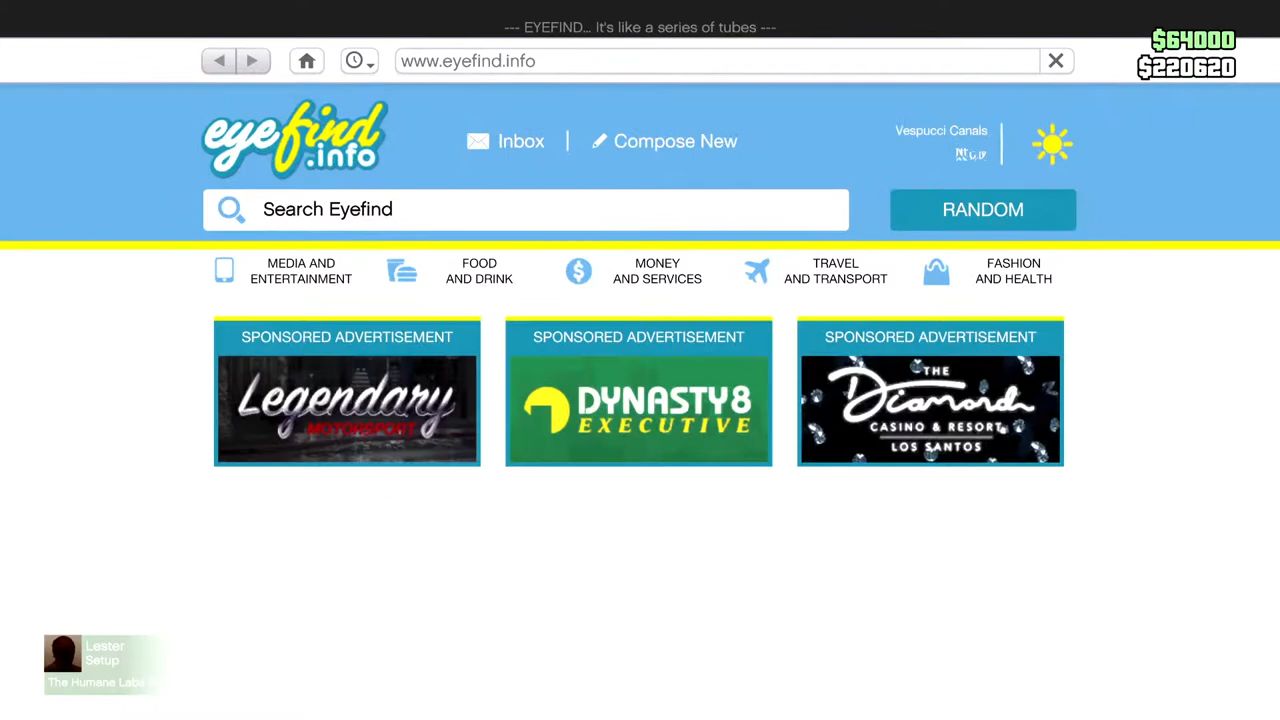 --- EYEFIND... It's like a series of tubes ---
$64000
www.eyefind.info
$220620
eyefind.info
Inbox
Compose New
Vespucci Canals
Search Eyefind
RANDOM
MEDIA AND
ENTERTAINMENT
FOOD
AND DRINK
MONEY
AND SERVICES
TRAVEL
AND TRANSPORT
FASHION
AND HEALTH
SPONSORED ADVERTISEMENT
Legendary
MOTORSPORT
SPONSORED ADVERTISEMENT
DYNASTY8
EXECUTIVE
SPONSORED ADVERTISEMENT
THE
Diamond
CASINO & RESORT
LOS SANTOS
Lester
Setup
The Humane Labs